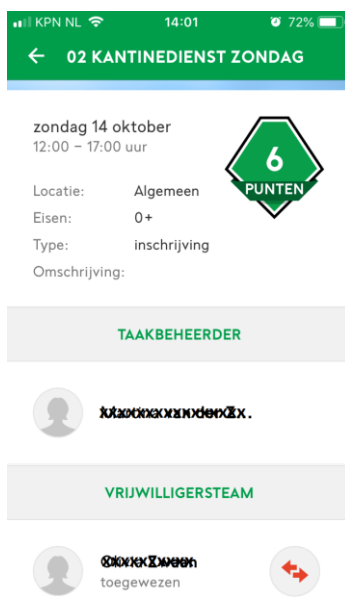 KPN NL 14:01 72%
02 KANTINEDIENST ZONDAG
zondag 14 oktober
12:00 – 17:00 uur
6
PUNTEN
Locatie: Algemeen
Eisen: 0+
Type: inschrijving
Omschrijving:
TAAKBEHEERDER
VRIJWILLIGERSTEAM
toegewezen